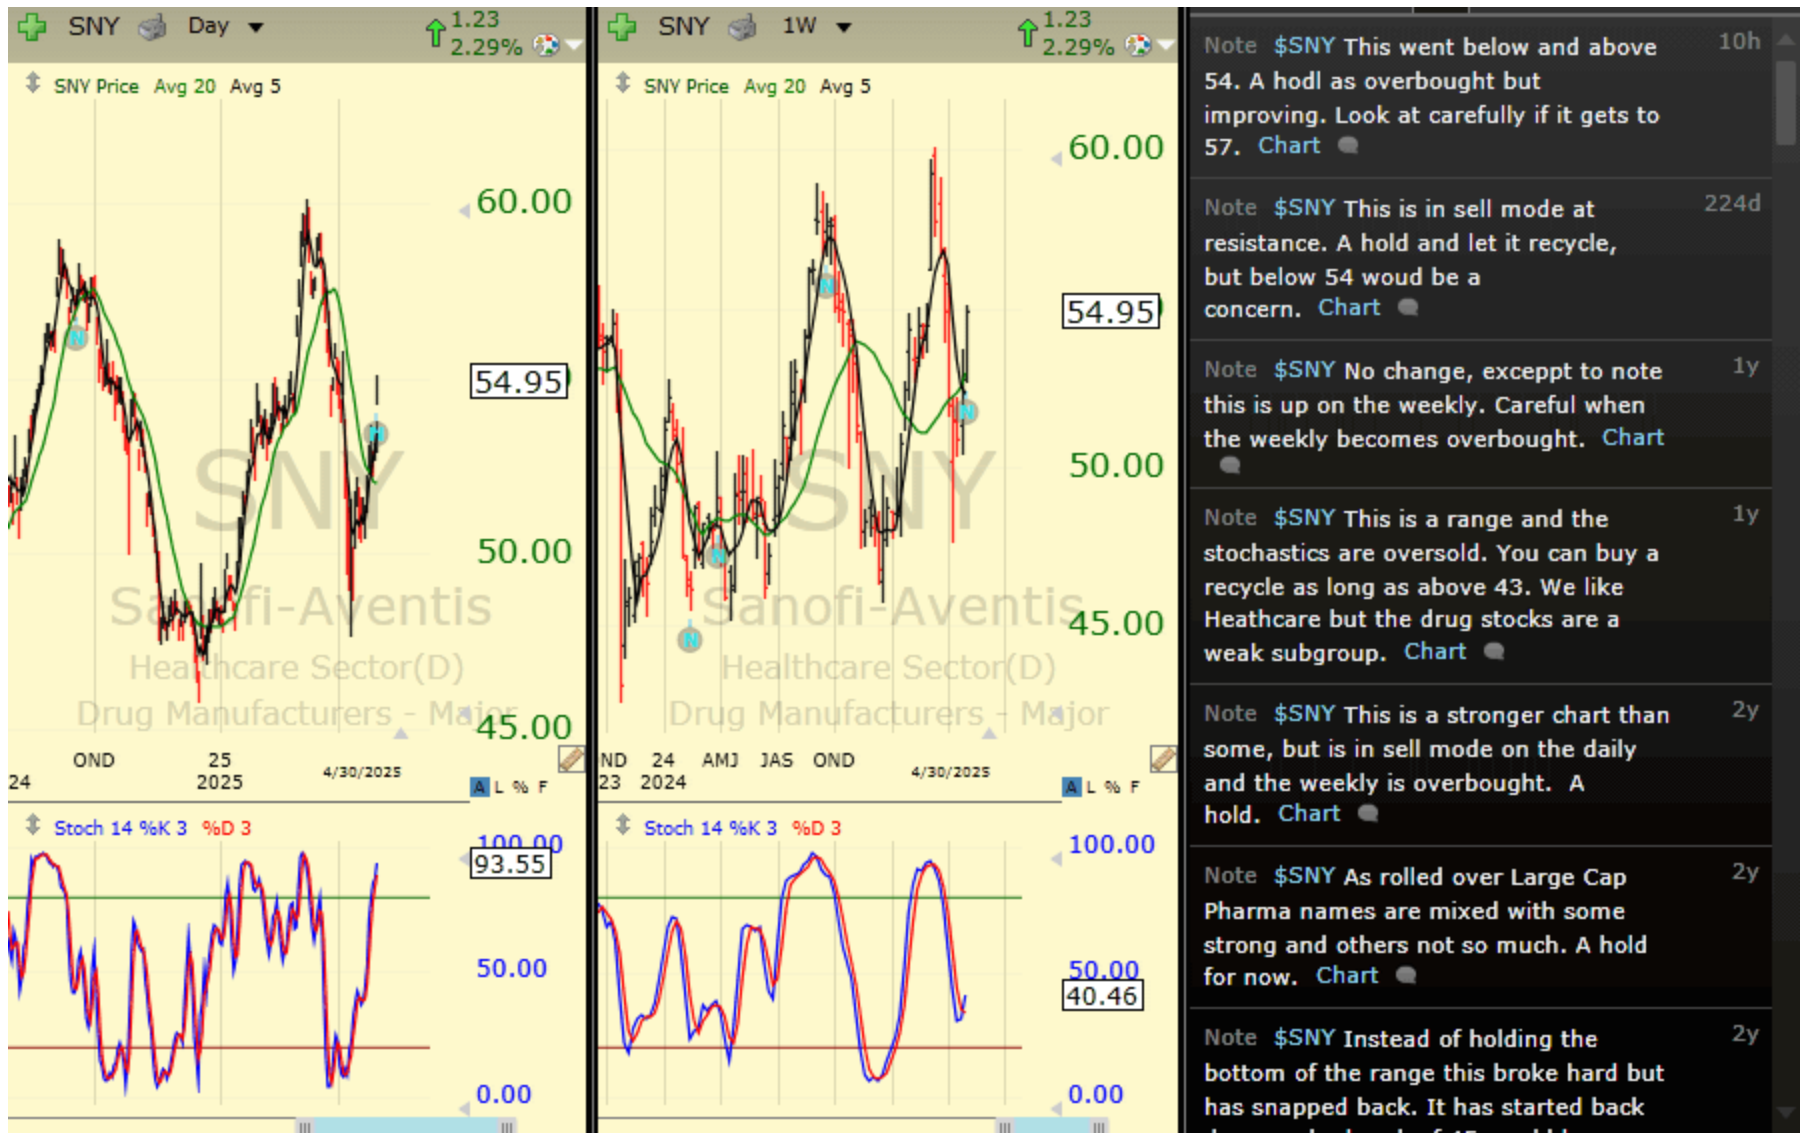 SNY Day 1.23
2.29%
SNY Price Avg 20 Avg 5
60.00
54.95
SNY
50.00
Sanofi-Aventis
Healthcare Sector(D)
Drug Manufacturers - Major
45.00
OND 25
24 2025 4/30/2025
A L % F
Stoch 14 %K 3 %D 3
100.00
93.55
50.00
0.00
N
N
SNY 1W 1.23
2.29%
SNY Price Avg 20 Avg 5
60.00
54.95
SNY
50.00
Sanofi-Aventis
45.00
Healthcare Sector(D)
Drug Manufacturers - Major
ND 24 AMJ JAS OND
23 2024 4/30/2025
A L % F
Stoch 14 %K 3 %D 3
100.00
50.00
40.46
0.00
N
N
N
N
Note $SNY This went below and above 10h
54. A hodl as overbought but
improving. Look at carefully if it gets to
57. Chart
Note $SNY This is in sell mode at 224d
resistance. A hold and let it recycle,
but below 54 woud be a
concern. Chart
Note $SNY No change, exceppt to note 1y
this is up on the weekly. Careful when
the weekly becomes overbought. Chart
Note $SNY This is a range and the 1y
stochastics are oversold. You can buy a
recycle as long as above 43. We like
Heathcare but the drug stocks are a
weak subgroup. Chart
Note $SNY This is a stronger chart than 2y
some, but is in sell mode on the daily
and the weekly is overbought. A
hold. Chart
Note $SNY As rolled over Large Cap 2y
Pharma names are mixed with some
strong and others not so much. A hold
for now. Chart
Note $SNY Instead of holding the 2y
bottom of the range this broke hard but
has snapped back. It has started back